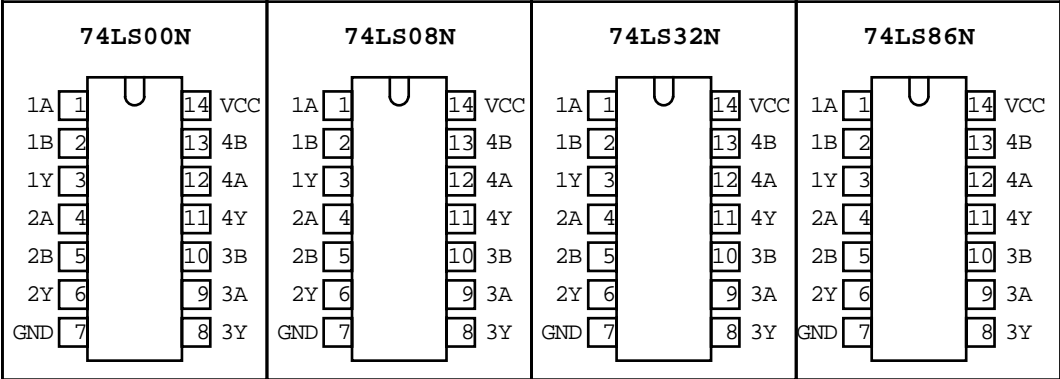 74LS00N 74LS08N 74LS32N 74LS86N
1A 1 14 VCC 1A 1 14 VCC 1A 1 14 VCC 1A 1 14 VCC
1B 2 13 4B 1B 2 13 4B 1B 2 13 4B 1B 2 13 4B
1Y 3 12 4A 1Y 3 12 4A 1Y 3 12 4A 1Y 3 12 4A
2A 4 11 4Y 2A 4 11 4Y 2A 4 11 4Y 2A 4 11 4Y
2B 5 10 3B 2B 5 10 3B 2B 5 10 3B 2B 5 10 3B
2Y 6 9 3A 2Y 6 9 3A 2Y 6 9 3A 2Y 6 9 3A
GND 7 8 3Y GND 7 8 3Y GND 7 8 3Y GND 7 8 3Y